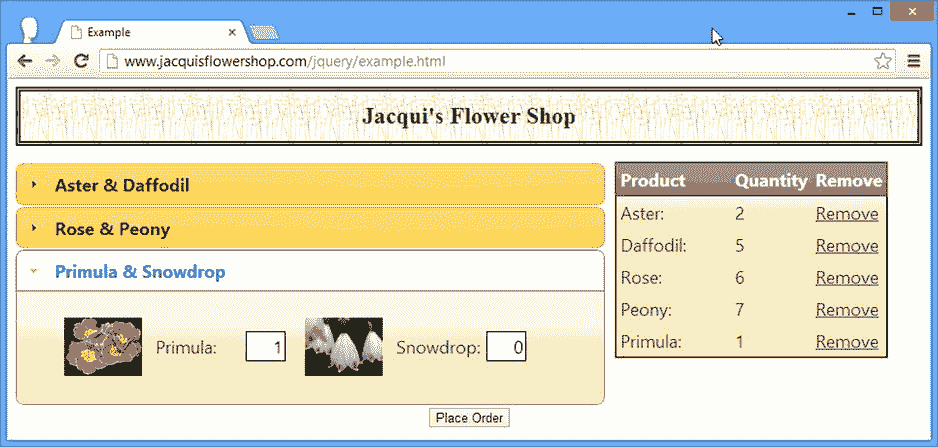 Example
www.jacquisflowershop.com/jquery/example.html
Jacqui's Flower Shop
Aster & Daffodil
Rose & Peony
Primula & Snowdrop
Primula: 1 Snowdrop: 0
Place Order
Product Quantity Remove
Aster: 2 Remove
Daffodil: 5 Remove
Rose: 6 Remove
Peony: 7 Remove
Primula: 1 Remove